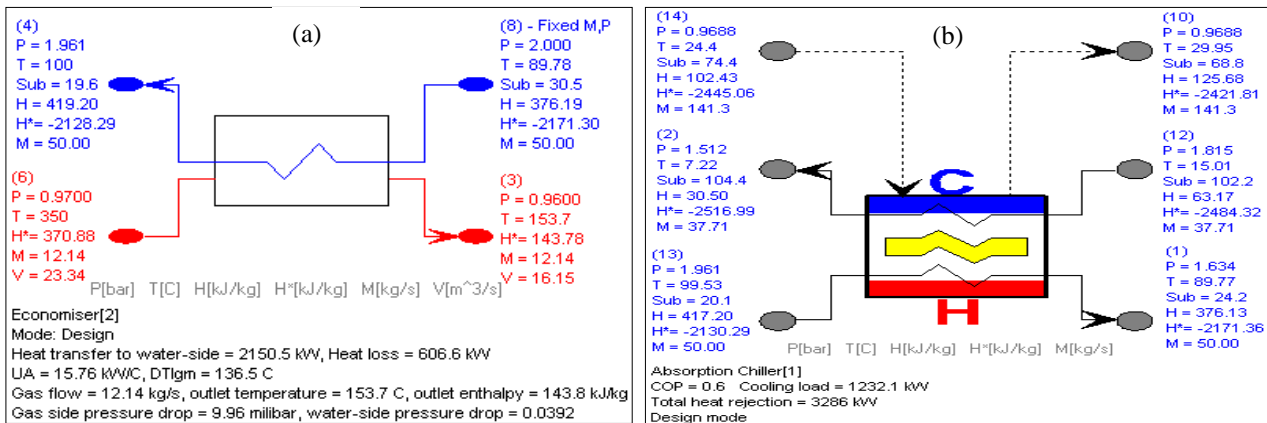 (4)
P = 1.961
T = 100
Sub = 19.6
H = 419.20
H*= -2128.29
M = 50.00
(a)
(8) - Fixed M,P
P = 2.000
T = 89.78
Sub = 30.5
H = 376.19
H*= -2171.30
M = 50.00
(6)
P = 0.9700
T = 350
H*= 370.88
M = 12.14
V = 23.34
(3)
P = 0.9600
T = 153.7
H*= 143.78
M = 12.14
V = 16.15
P[bar] T[C] H[kJ/kg] H*[kJ/kg] M[kg/s] V[m^3/s]
Economiser[2]
Mode: Design
Heat transfer to water-side = 2150.5 kW, Heat loss = 606.6 kW
UA = 15.76 kW/C, DTlgm = 136.5 C
Gas flow = 12.14 kg/s, outlet temperature = 153.7 C, outlet enthalpy = 143.8 kJ/kg
Gas side pressure drop = 9.96 milibar, water-side pressure drop = 0.0392
(14)
P = 0.9688
T = 24.4
Sub = 74.4
H = 102.43
H*= -2445.06
M = 141.3
(b)
(10)
P = 0.9688
T = 29.95
Sub = 68.8
H = 125.68
H*= -2421.81
M = 141.3
(2)
P = 1.512
T = 7.22
Sub = 104.4
H = 30.50
H*= -2516.99
M = 37.71
C
(12)
P = 1.815
T = 15.01
Sub = 102.2
H = 63.17
H*= -2484.32
M = 37.71
(13)
P = 1.961
T = 99.53
Sub = 20.1
H = 417.20
H*= -2130.29
M = 50.00
H
(1)
P = 1.634
T = 89.77
Sub = 24.2
H = 376.13
H*= -2171.36
M = 50.00
P[bar] T[C] H[kJ/kg] H*[kJ/kg] M[kg/s]
Absorption Chiller[1]
COP = 0.6 Cooling load = 1232.1 kW
Total heat rejection = 3286 kW
Design mode